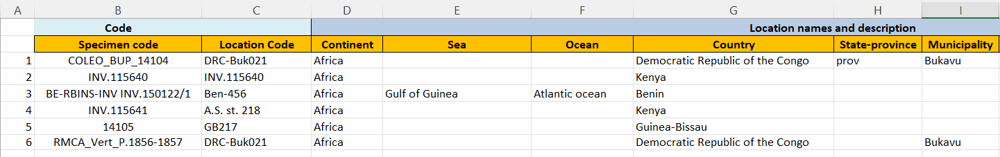 A B C D E F G H I
Code Location names and description
Specimen code Location Code Continent Sea Ocean Country State-province Municipality
1 COLEO_BUP_14104 DRC-Buk021 Africa Democratic Republic of the Congo prov Bukavu
2 INV.115640 INV.115640 Africa Kenya
3 BE-RBINS-INV INV.150122/1 Ben-456 Africa Gulf of Guinea Atlantic ocean Benin
4 INV.115641 A.S. st. 218 Africa Kenya
5 14105 GB217 Africa Guinea-Bissau
6 RMCA_Vert_P.1856-1857 DRC-Buk021 Africa Democratic Republic of the Congo Bukavu